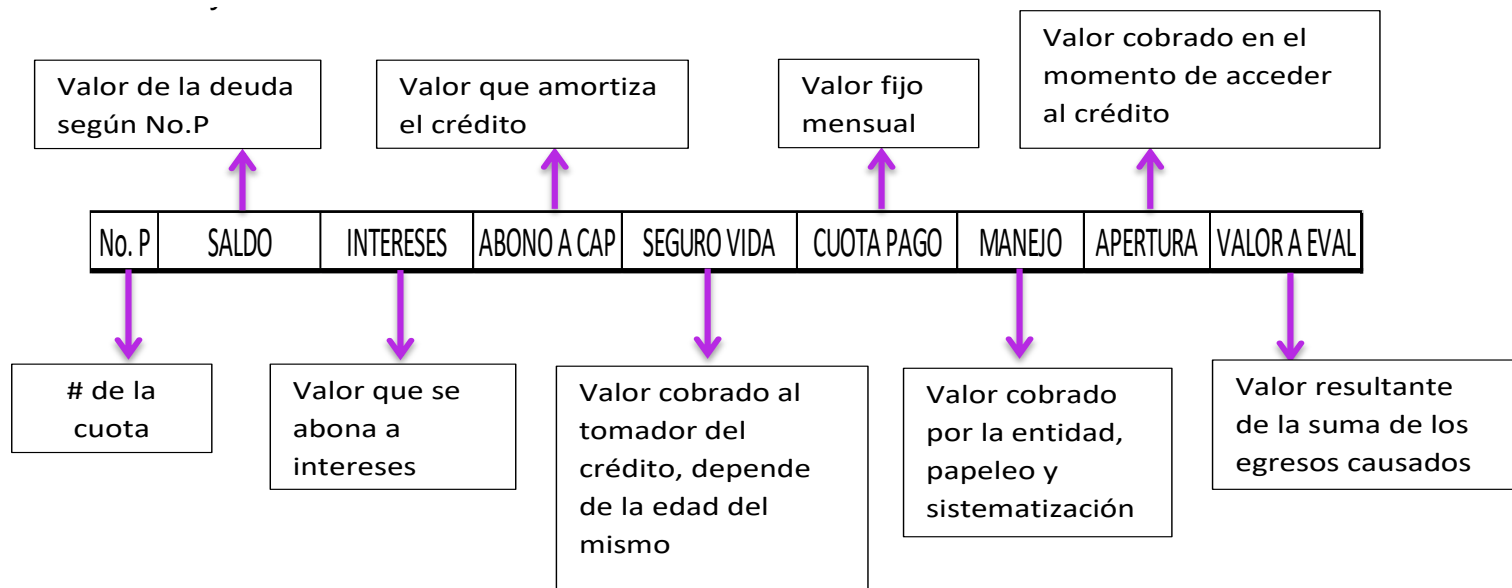 Valor de la deuda
según No.P
Valor que amortiza
el crédito
Valor fijo
mensual
Valor cobrado en el
momento de acceder
al crédito
No. P SALDO INTERESES ABONO A CAP SEGURO VIDA CUOTA PAGO MANEJO APERTURA VALOR A EVAL
# de la
cuota
Valor que se
abona a
intereses
Valor cobrado al
tomador del
crédito, depende
de la edad del
mismo
Valor cobrado
por la entidad,
papeleo y
sistematización
Valor resultante
de la suma de los
egresos causados